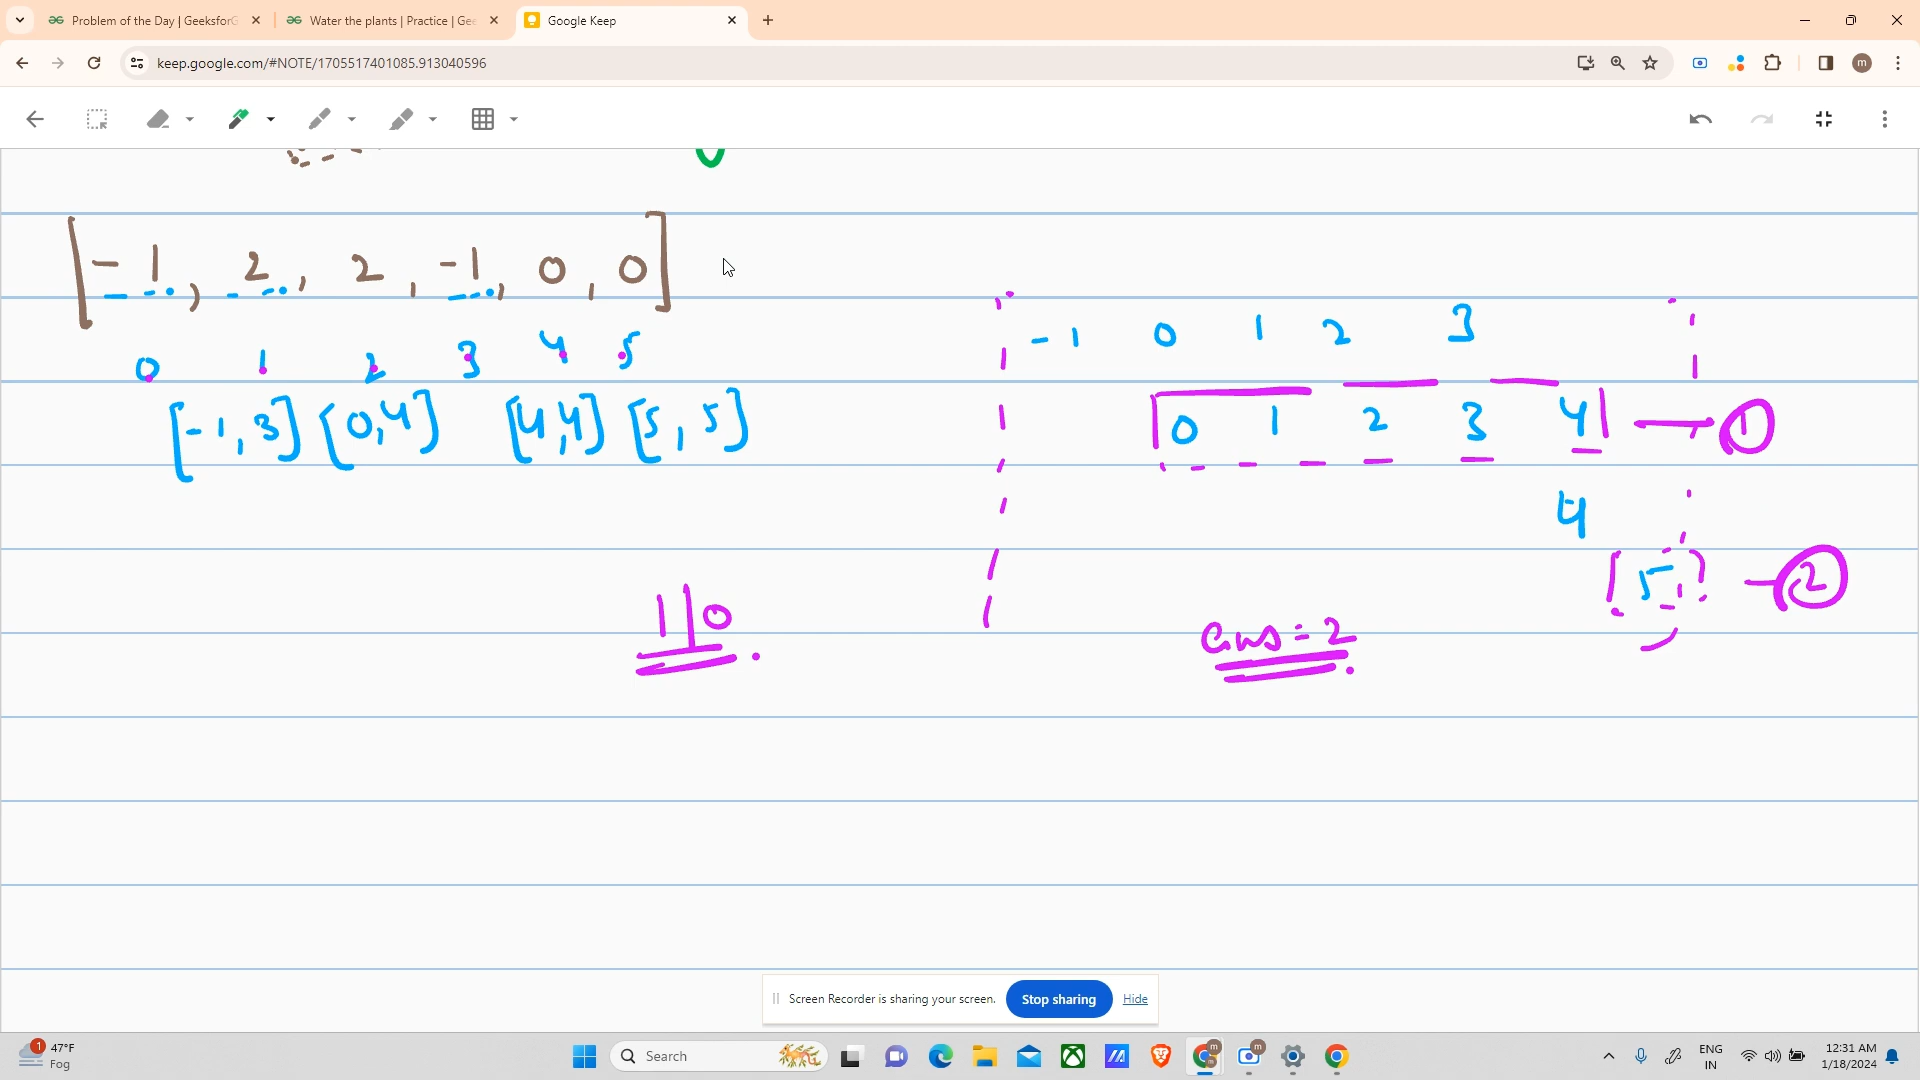 Problem of the Day | GeeksforG
Water the plants | Practice | Gee
Google Keep
keep.google.com/#NOTE/1705517401085.913040596
m
[-1, 2, 2, -1, 0, 0]
0 1 2 3 4 5
[-1, 3] [0, 4] [4, 4] [5, 5]
-1 0 1 2 3
0 1 2 3 4 1
4
5 2
110
ans = 2
Screen Recorder is sharing your screen.
Stop sharing
Hide
1
47°F
Fog
Search
m
m
ENG
IN
12:31 AM
1/18/2024